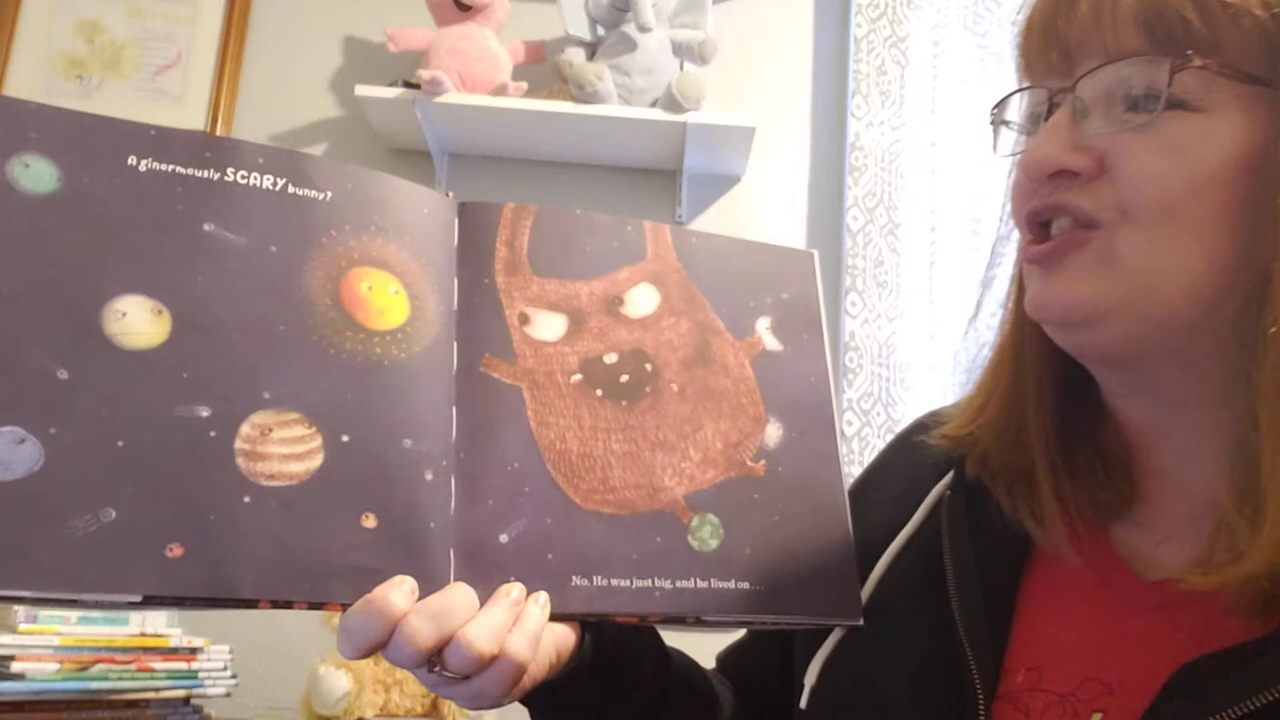 A ginormously SCARY bunny?
No. He was just big, and he lived on . . .